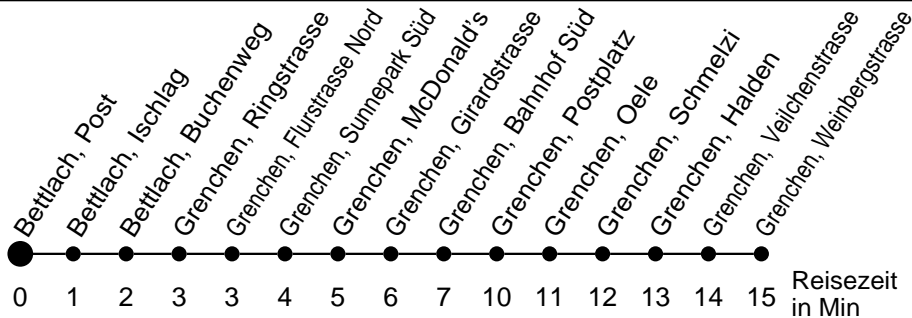 Bettlach, Post
Bettlach, Ischlag
Bettlach, Buchenweg
Grenchen, Ringstrasse
Grenchen, Flurstrasse Nord
Grenchen, Sunnepark Süd
Grenchen, McDonald's
Grenchen, Girardstrasse
Grenchen, Bahnhof Süd
Grenchen, Postplatz
Grenchen, Oele
Grenchen, Schmelzi
Grenchen, Halden
Grenchen, Veilchenstrasse
Grenchen, Weinbergstrasse
0 1 2 3 3 4 5 6 7 10 11 12 13 14 15
Reisezeit
in Min